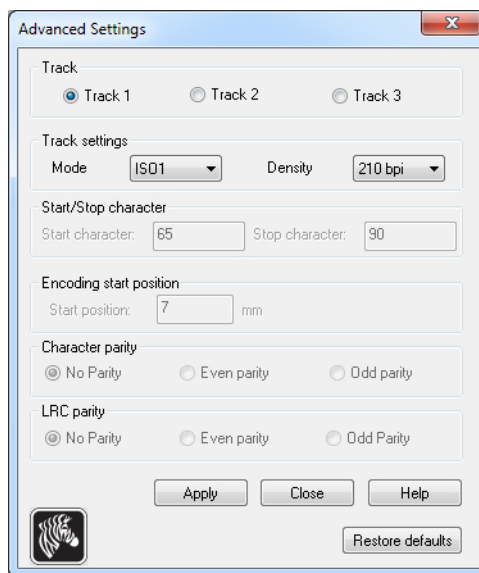 Advanced Settings
Track
Track 1 Track 2 Track 3
Track settings
Mode ISO1 Density 210 bpi
Start/Stop character
Start character: 65 Stop character: 90
Encoding start position
Start position: 7 mm
Character parity
No Parity Even parity Odd parity
LRC parity
No Parity Even parity Odd Parity
Apply Close Help
Restore defaults